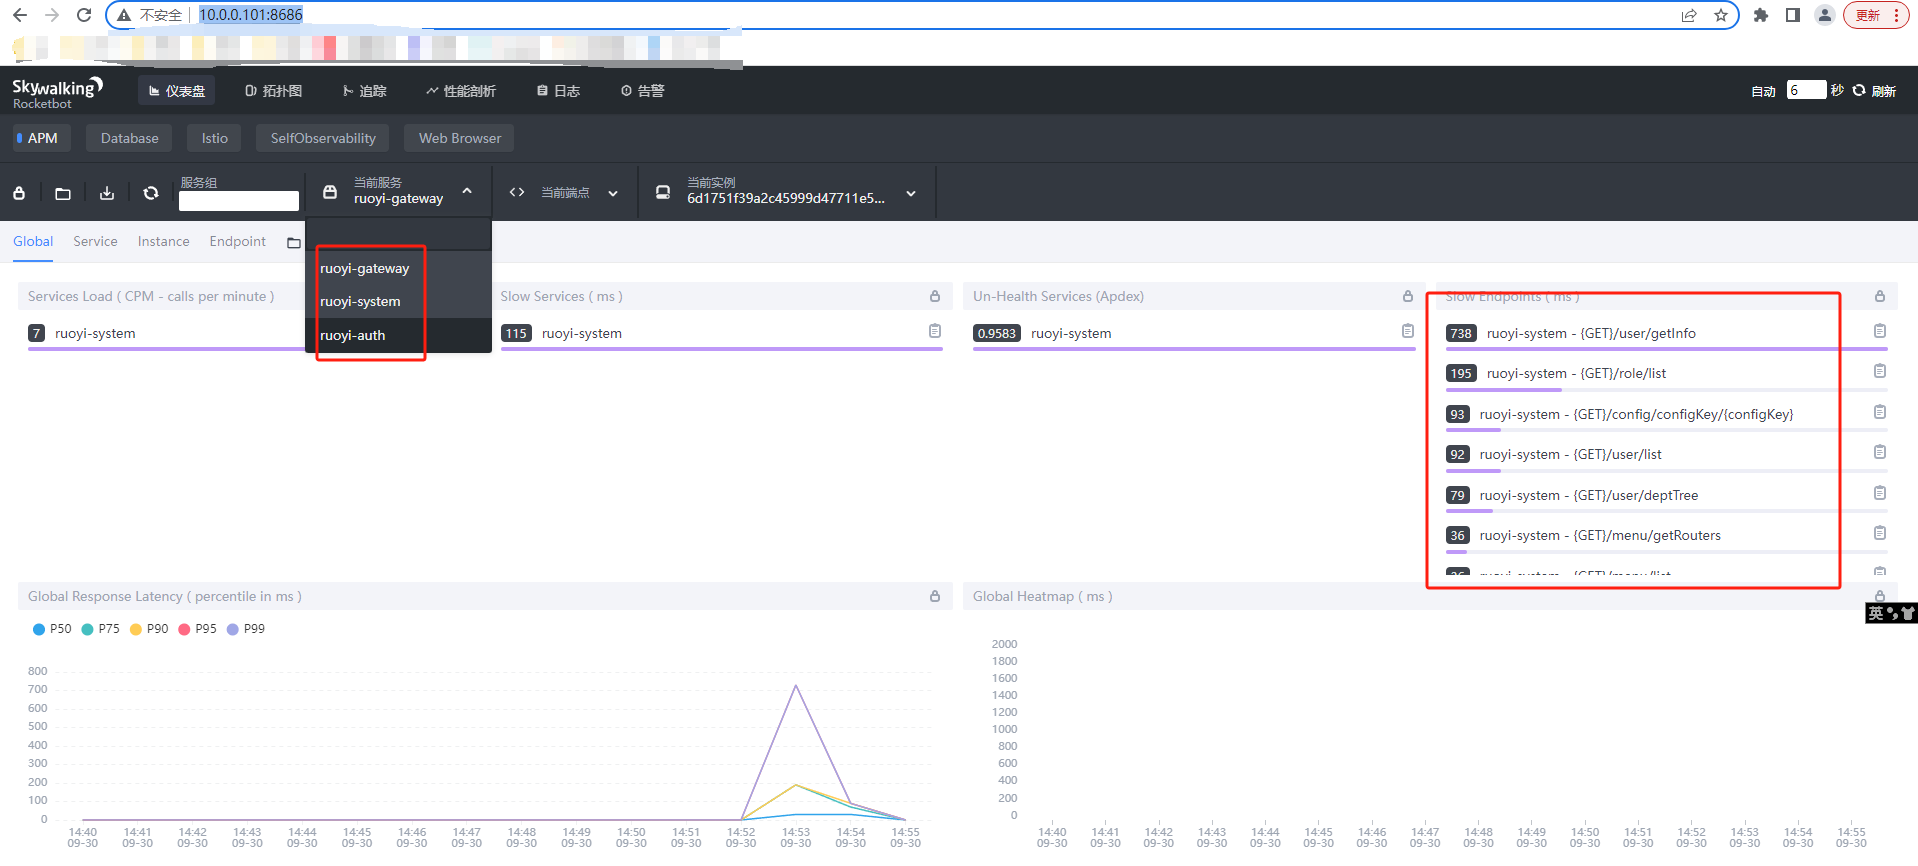 不安全 10.0.0.101:8686 更新
Skywalking
Rocketbot
仪表盘 拓扑图 追踪 性能剖析 日志 告警 自动 6 秒 刷新
APM Database Istio SelfObservability Web Browser
服务组
当前服务
ruoyi-gateway
当前端点
当前实例
6d1751f39a2c45999d47711e5...
Global Service Instance Endpoint
ruoyi-gateway
ruoyi-system
ruoyi-auth
Services Load ( CPM - calls per minute )
7 ruoyi-system
Slow Services ( ms )
115 ruoyi-system
Un-Health Services (Apdex)
0.9583 ruoyi-system
Slow Endpoints ( ms )
738 ruoyi-system - {GET}/user/getInfo
195 ruoyi-system - {GET}/role/list
93 ruoyi-system - {GET}/config/configKey/{configKey}
92 ruoyi-system - {GET}/user/list
79 ruoyi-system - {GET}/user/deptTree
36 ruoyi-system - {GET}/menu/getRouters
26 ruoyi-system - {GET}/menu/list
Global Response Latency ( percentile in ms )
P50 P75 P90 P95 P99
800
700
600
500
400
300
200
100
0
14:40 14:41 14:42 14:43 14:44 14:45 14:46 14:47 14:48 14:49 14:50 14:51 14:52 14:53 14:54 14:55
09-30 09-30 09-30 09-30 09-30 09-30 09-30 09-30 09-30 09-30 09-30 09-30 09-30 09-30 09-30 09-30
Global Heatmap ( ms )
英
2000
1800
1600
1400
1200
1000
800
600
400
200
0
14:40 14:41 14:42 14:43 14:44 14:45 14:46 14:47 14:48 14:49 14:50 14:51 14:52 14:53 14:54 14:55
09-30 09-30 09-30 09-30 09-30 09-30 09-30 09-30 09-30 09-30 09-30 09-30 09-30 09-30 09-30 09-30